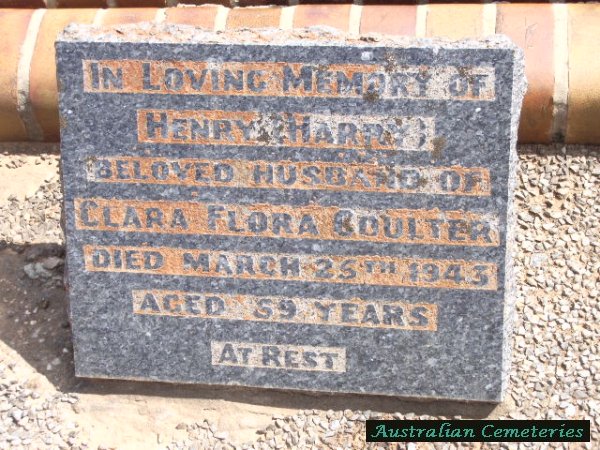 IN LOVING MEMORY OF
HENRY (HARRY)
BELOVED HUSBAND OF
CLARA FLORA COULTER
DIED MARCH 25TH 1943
AGED 59 YEARS
AT REST
Australian Cemeteries